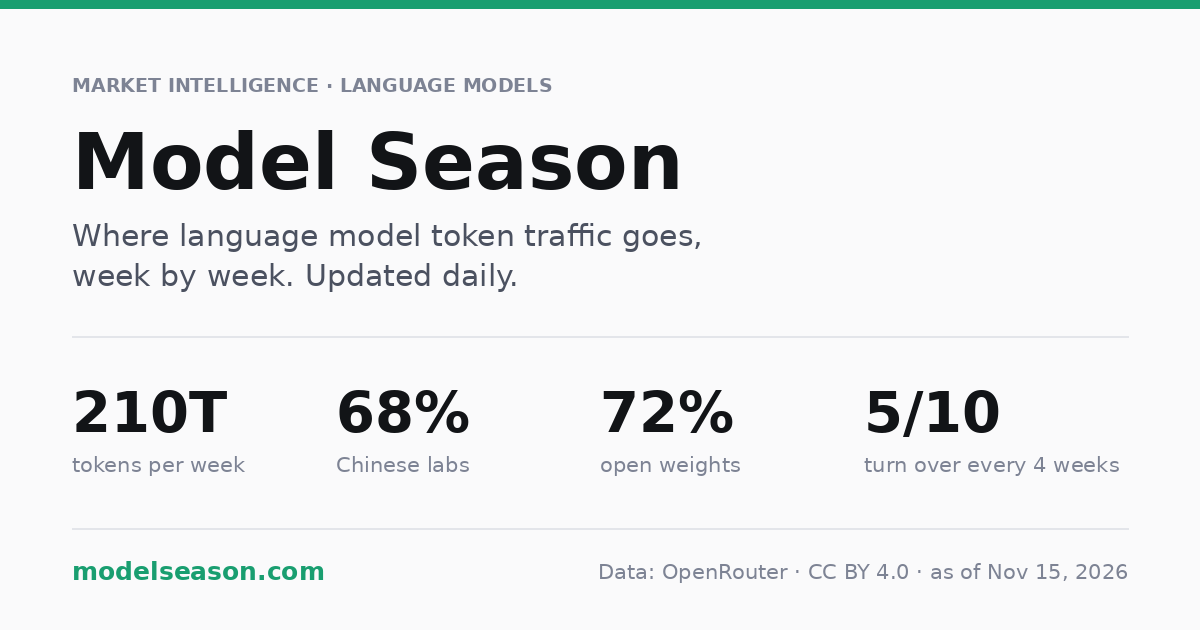 MARKET INTELLIGENCE · LANGUAGE MODELS
Model Season
Where language model token traffic goes,
week by week. Updated daily.
210T
tokens per week
68%
Chinese labs
72%
open weights
5/10
turn over every 4 weeks
modelseason.com
Data: OpenRouter · CC BY 4.0 · as of Nov 15, 2026